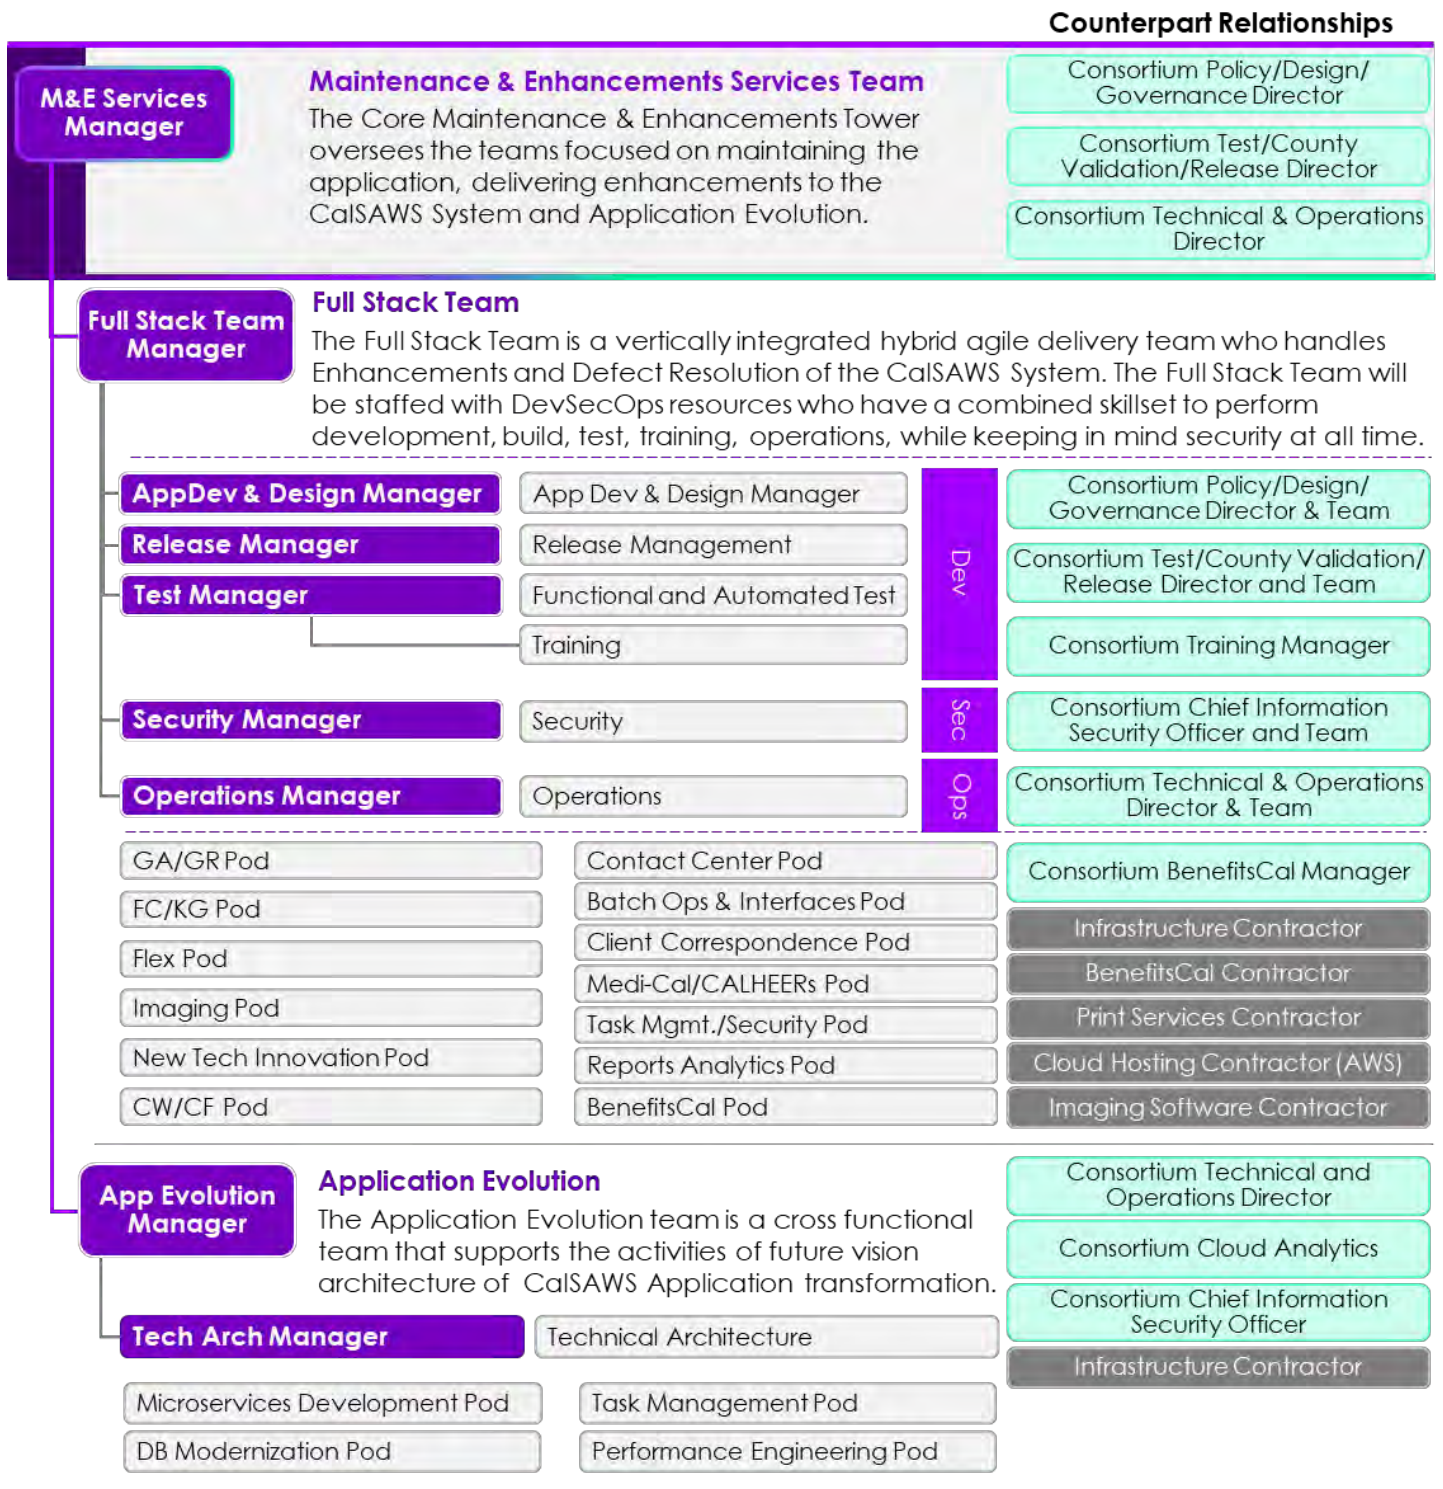 Counterpart Relationships
M&E Services
Manager
Maintenance & Enhancements Services Team
The Core Maintenance & Enhancements Tower
oversees the teams focused on maintaining the
application, delivering enhancements to the
CalSAWS System and Application Evolution.
Consortium Policy/Design/
Governance Director
Consortium Test/County
Validation/Release Director
Consortium Technical & Operations
Director
Full Stack Team
Manager
Full Stack Team
The Full Stack Team is a vertically integrated hybrid agile delivery team who handles
Enhancements and Defect Resolution of the CalSAWS System. The Full Stack Team will
be staffed with DevSecOps resources who have a combined skillset to perform
development, build, test, training, operations, while keeping in mind security at all time.
AppDev & Design Manager
App Dev & Design Manager
Release Manager
Release Management
Test Manager
Functional and Automated Test
Training
Dev
Consortium Policy/Design/
Governance Director & Team
Consortium Test/County Validation/
Release Director and Team
Consortium Training Manager
Security Manager
Security
Sec
Consortium Chief Information
Security Officer and Team
Operations Manager
Operations
Ops
Consortium Technical & Operations
Director & Team
GA/GR Pod
FC/KG Pod
Flex Pod
Imaging Pod
New Tech Innovation Pod
CW/CF Pod
Contact Center Pod
Batch Ops & Interfaces Pod
Client Correspondence Pod
Medi-Cal/CALHEERs Pod
Task Mgmt./Security Pod
Reports Analytics Pod
BenefitsCal Pod
Consortium BenefitsCal Manager
Infrastructure Contractor
BenefitsCal Contractor
Print Services Contractor
Cloud Hosting Contractor (AWS)
Imaging Software Contractor
App Evolution
Manager
Application Evolution
The Application Evolution team is a cross functional
team that supports the activities of future vision
architecture of CalSAWS Application transformation.
Consortium Technical and
Operations Director
Consortium Cloud Analytics
Consortium Chief Information
Security Officer
Infrastructure Contractor
Tech Arch Manager
Technical Architecture
Microservices Development Pod
Task Management Pod
DB Modernization Pod
Performance Engineering Pod